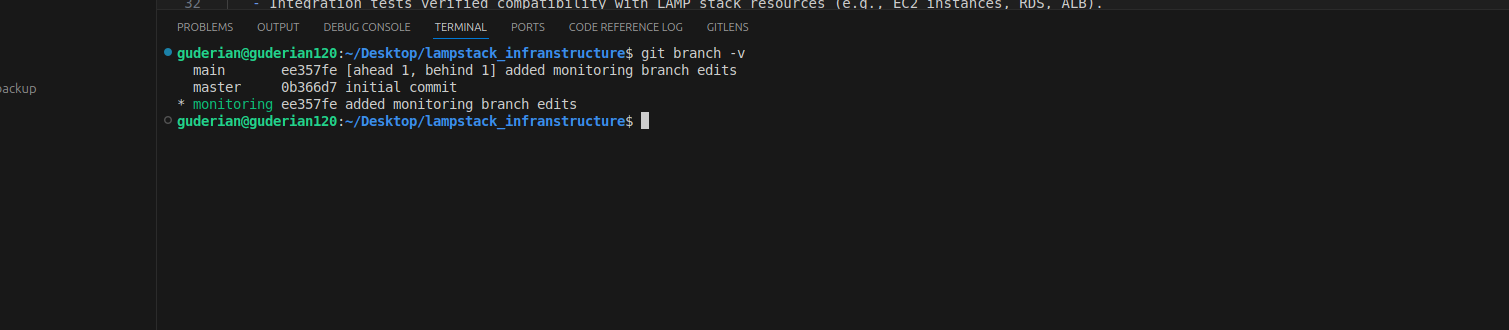 32 - Integration tests verified compatibility with LAMP stack resources (e.g., EC2 instances, RDS, ALB).
PROBLEMS OUTPUT DEBUG CONSOLE TERMINAL PORTS CODE REFERENCE LOG GITLENS
guderian@guderian120:~/Desktop/lampstack_infranstructure$ git branch -v
main ee357fe [ahead 1, behind 1] added monitoring branch edits
backup
master 0b366d7 initial commit
* monitoring ee357fe added monitoring branch edits
guderian@guderian120:~/Desktop/lampstack_infranstructure$